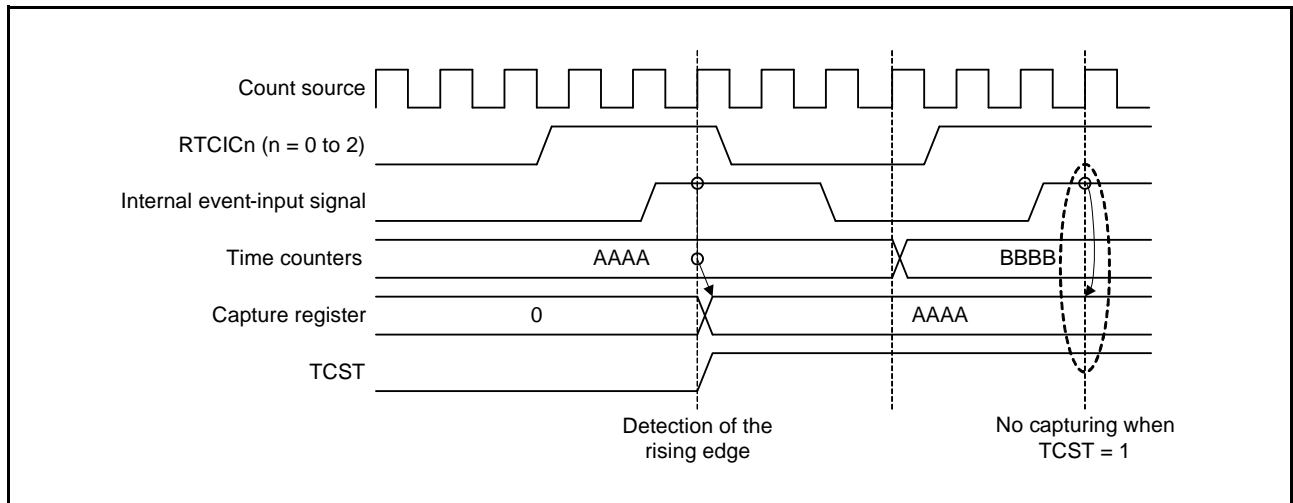 Count source
RTCICn (n = 0 to 2)
Internal event-input signal
Time counters
AAAA
BBBB
Capture register
0
AAAA
TCST
Detection of the
rising edge
No capturing when
TCST = 1